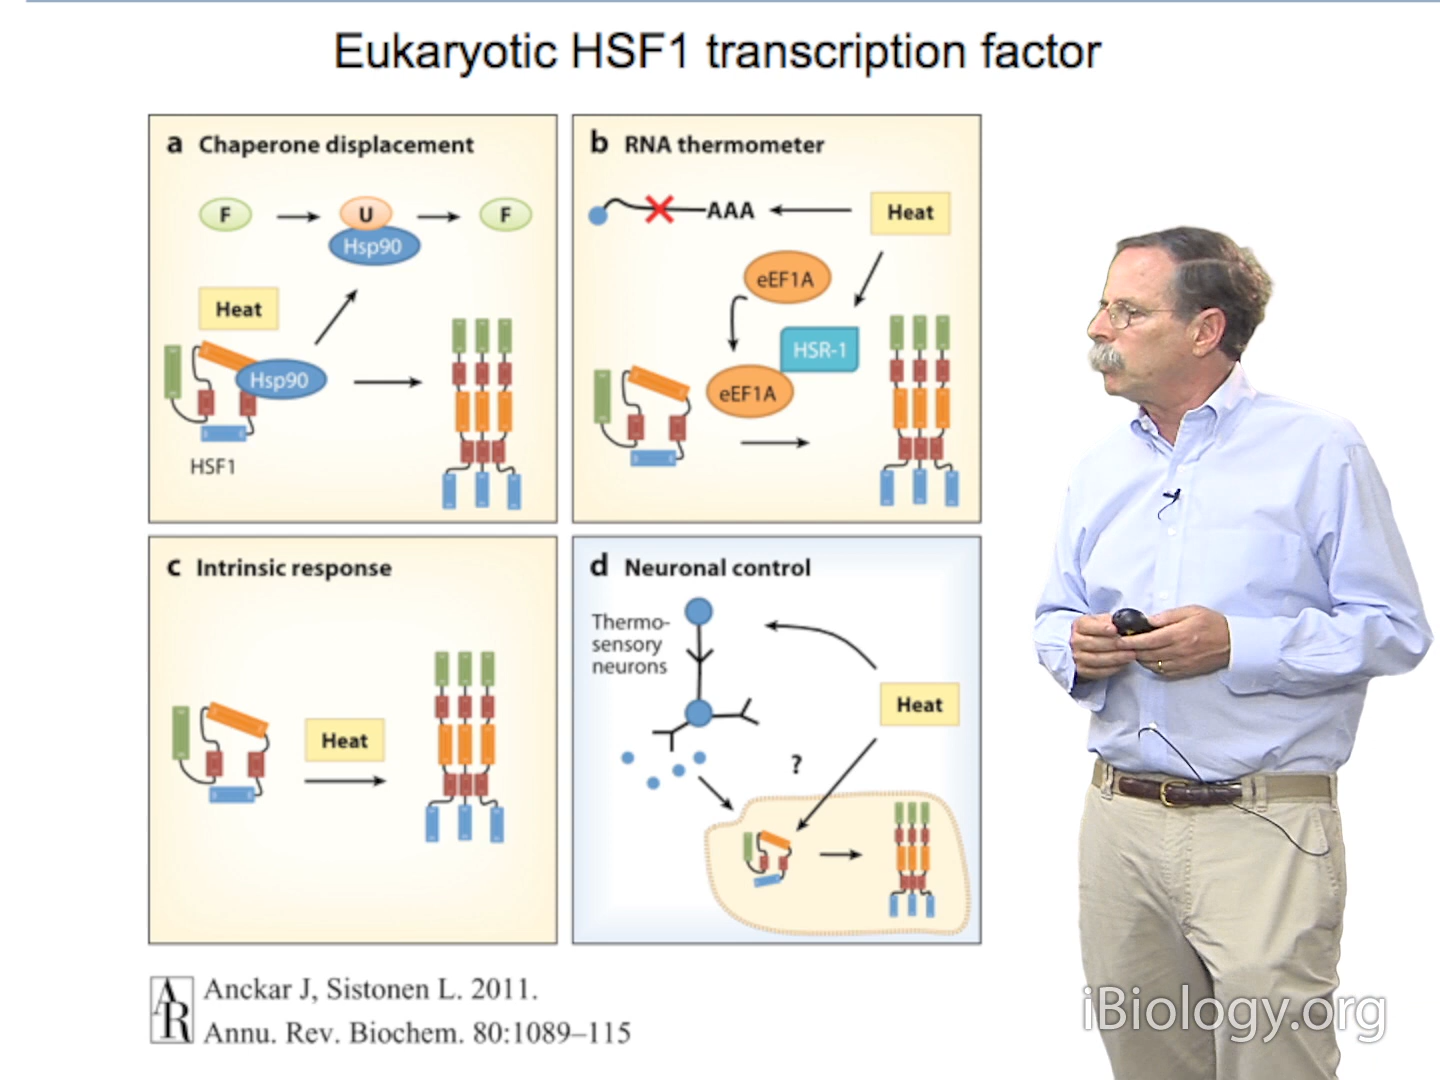 Eukaryotic HSF1 transcription factor
a Chaperone displacement
F
U
F
Hsp90
Heat
Hsp90
HSF1
b RNA thermometer
AAA
Heat
eEF1A
HSR-1
eEF1A
c Intrinsic response
Heat
d Neuronal control
Thermo-
sensory
neurons
Heat
?
AR
Anckar J, Sistonen L. 2011.
Annu. Rev. Biochem. 80:1089–115
iBiology.org